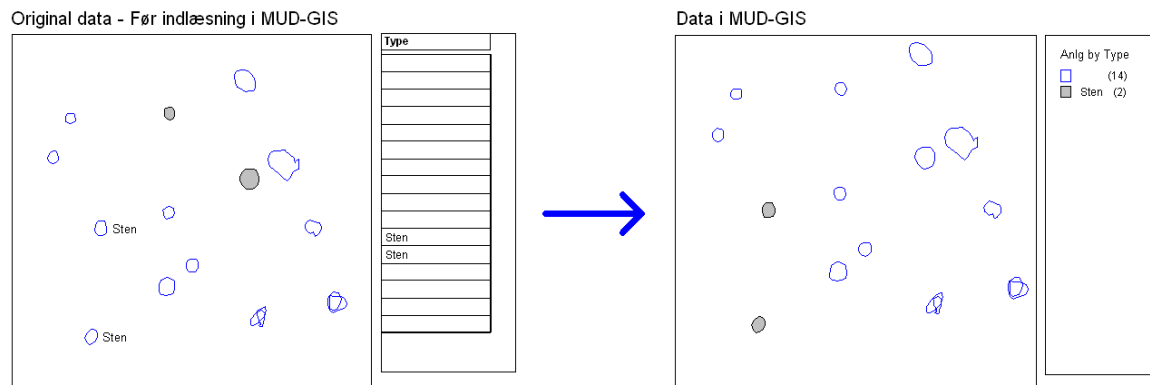 Original data - Før indlæsning i MUD-GIS
Type
Sten
Sten
Sten
Sten
Data i MUD-GIS
Anlg by Type
(14)
Sten (2)